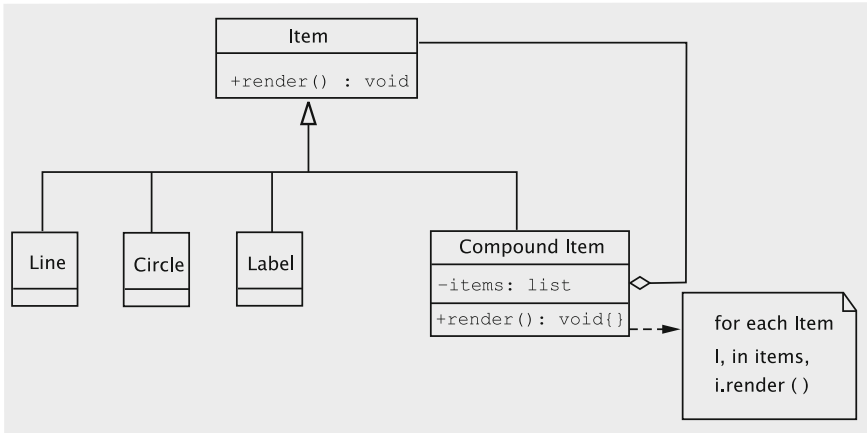 Item
+render() : void
Line
Circle
Label
Compound Item
-items: list
+render(): void{}
for each Item
I, in items,
i.render ( )